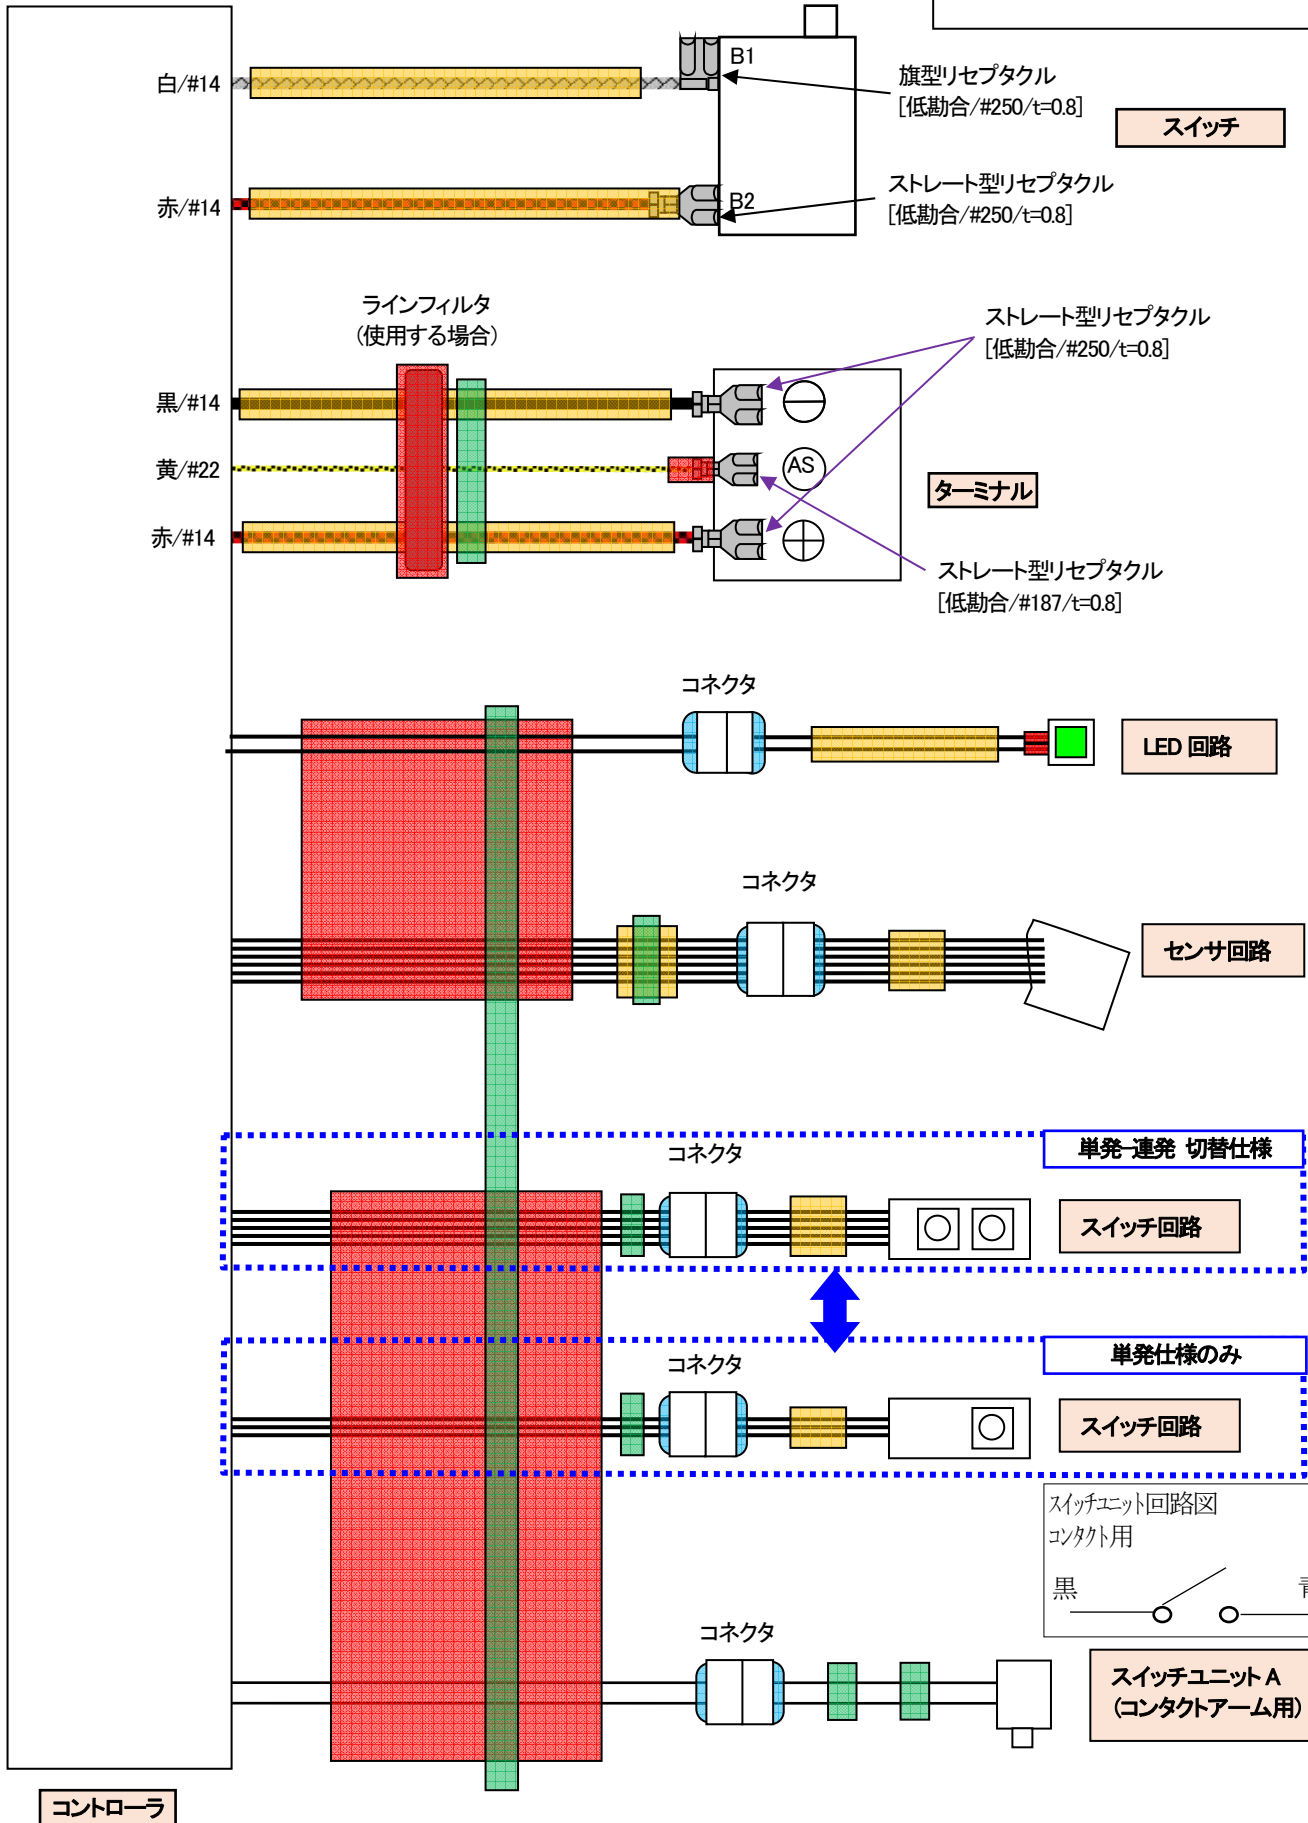 白/#14
B1
旗型リセプタクル
[低勘合/#250/t=0.8]
スイッチ
赤/#14
B2
ストレート型リセプタクル
[低勘合/#250/t=0.8]
ラインフィルタ
(使用する場合)
ストレート型リセプタクル
[低勘合/#250/t=0.8]
黒/#14
黄/#22
AS
ターミナル
赤/#14
ストレート型リセプタクル
[低勘合/#187/t=0.8]
コネクタ
LED 回路
コネクタ
センサ回路
単発-連発 切替仕様
コネクタ
スイッチ回路
単発仕様のみ
コネクタ
スイッチ回路
スイッチユニット回路図
コンタクト用
黒
コネクタ
スイッチユニット A
(コンタクトアーム用)
コントローラ